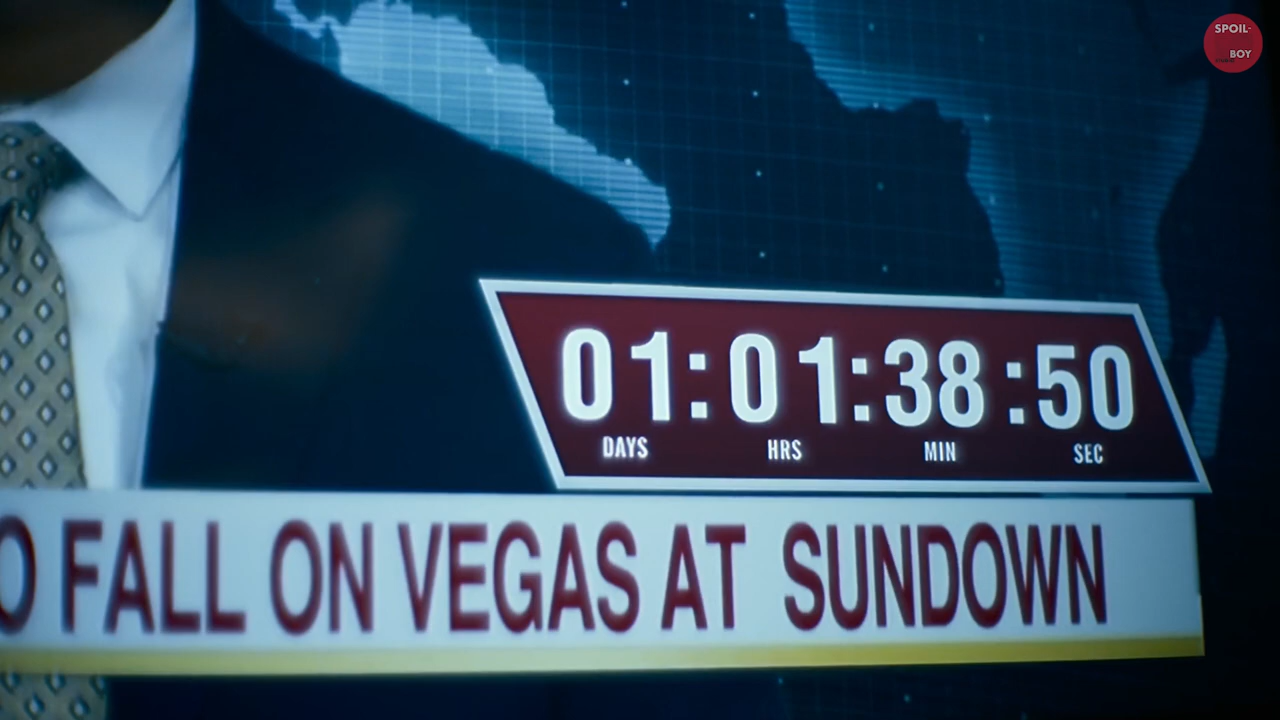 SPOIL-
BOY
01:01:38:50
DAYS HRS MIN SEC
O FALL ON VEGAS AT SUNDOWN